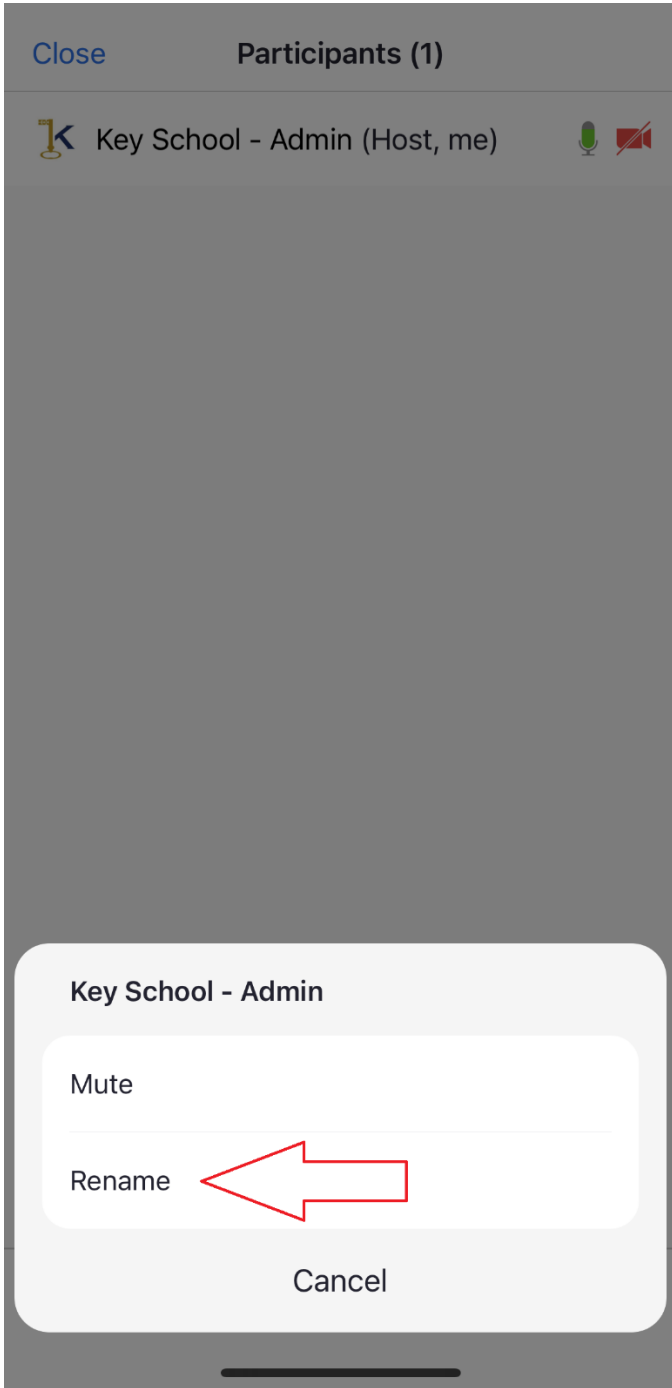 Close Participants (1)
Key School - Admin (Host, me)
Key School - Admin
Mute
Rename
Cancel